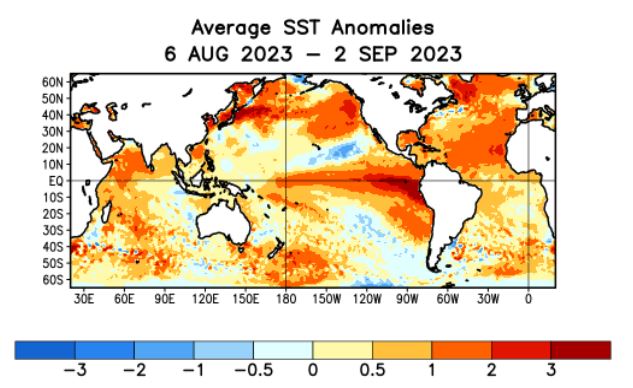 Average SST Anomalies
6 AUG 2023 – 2 SEP 2023
60N
50N
40N
30N
20N
10N
EQ
10S
20S
30S
40S
50S
60S
30E 60E 90E 120E 150E 180 150W 120W 90W 60W 30W 0
−3 −2 −1 −0.5 0 0.5 1 2 3